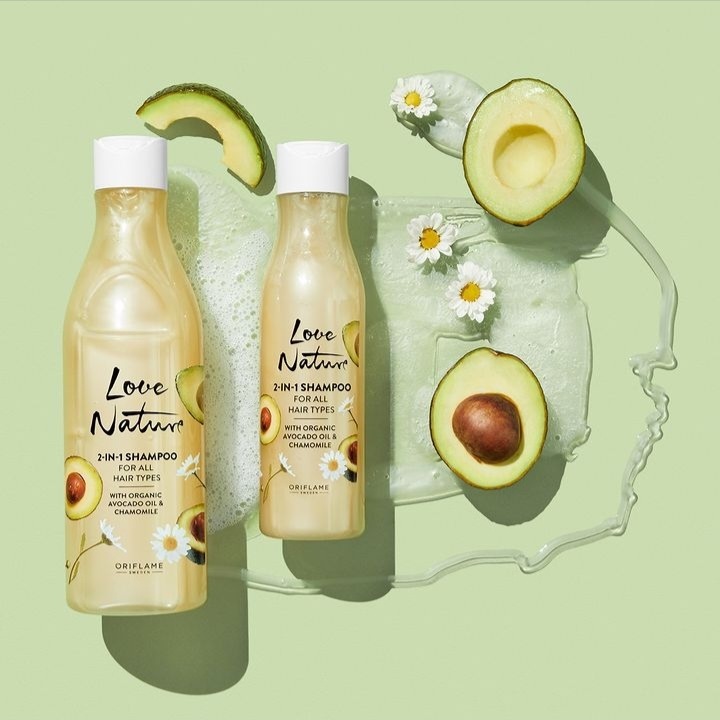 Love
Nature
2-IN-1 SHAMPOO
FOR ALL
HAIR TYPES
WITH ORGANIC
AVOCADO OIL &
CHAMOMILE
ORIFLAME
SWEDEN
Love
Nature
2-IN-1 SHAMPOO
FOR ALL
HAIR TYPES
WITH ORGANIC
AVOCADO OIL &
CHAMOMILE
ORIFLAME
SWEDEN